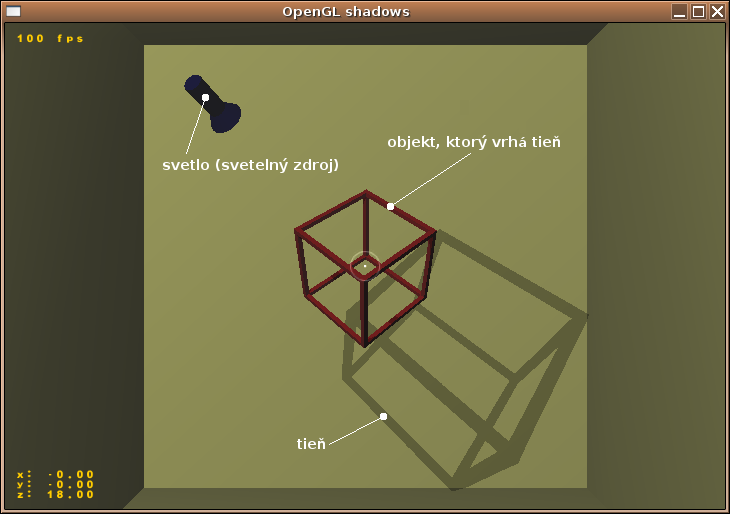 OpenGL shadows
100 fps
objekt, ktorý vrhá tieň
svetlo (svetelný zdroj)
tieň
x: -0.00
y: -0.00
z: 18.00